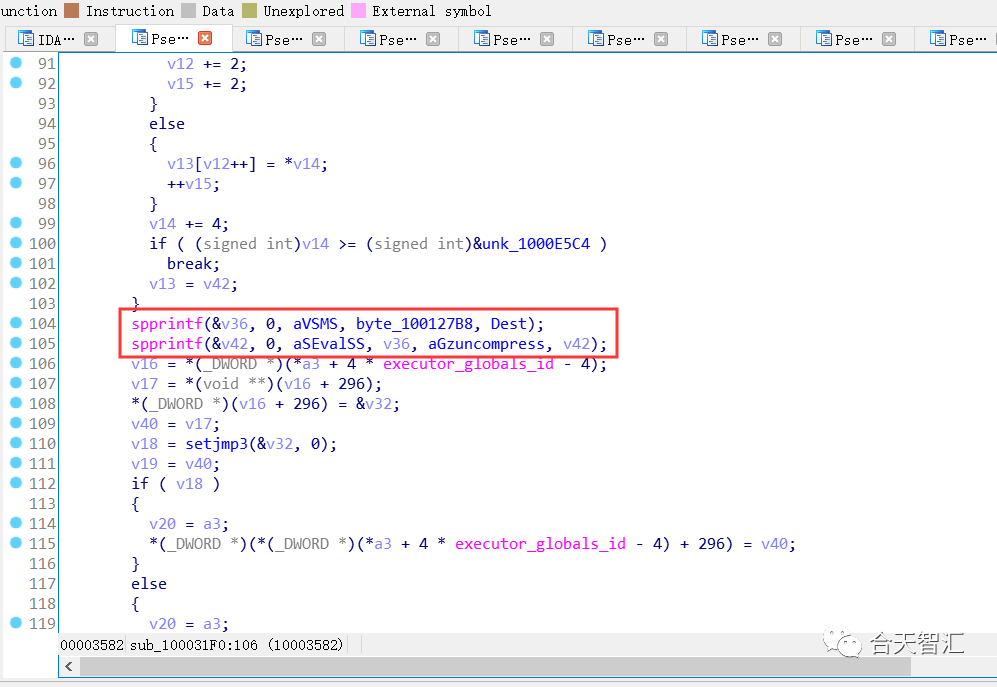 unction Instruction Data Unexplored External symbol
IDA… Pse… Pse… Pse… Pse… Pse… Pse… Pse… Pse…
91 v12 += 2;
92 v15 += 2;
93 }
94 else
95 {
96 v13[v12++] = *v14;
97 ++v15;
98 }
99 v14 += 4;
100 if ( (signed int)v14 >= (signed int)&unk_1000E5C4 )
101 break;
102 v13 = v42;
103 }
104 spprintf(&v36, 0, aVSMS, byte_100127B8, Dest);
105 spprintf(&v42, 0, aSEvalSS, v36, aGzuncompress, v42);
106 v16 = *(_DWORD *)(*a3 + 4 * executor_globals_id - 4);
107 v17 = *(void **)(v16 + 296);
108 *(_DWORD *)(v16 + 296) = &v32;
109 v40 = v17;
110 v18 = setjmp3(&v32, 0);
111 v19 = v40;
112 if ( v18 )
113 {
114 v20 = a3;
115 *(_DWORD *)(*(_DWORD *)(*a3 + 4 * executor_globals_id - 4) + 296) = v40;
116 }
117 else
118 {
119 v20 = a3;
00003582 sub_100031F0:106 (10003582)
合天智汇